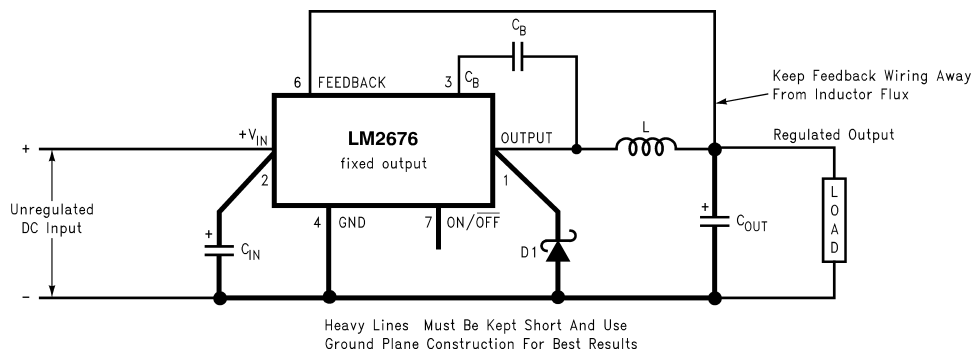 C_B
6 FEEDBACK
3 C_B
Keep Feedback Wiring Away
From Inductor Flux
+V_IN
LM2676
fixed output
OUTPUT
L
Regulated Output
+
2
1
Unregulated
DC Input
+
C_IN
4 GND
7 ON/O̅F̅F̅
D1
+
C_OUT
LOAD
–
Heavy Lines Must Be Kept Short And Use
Ground Plane Construction For Best Results